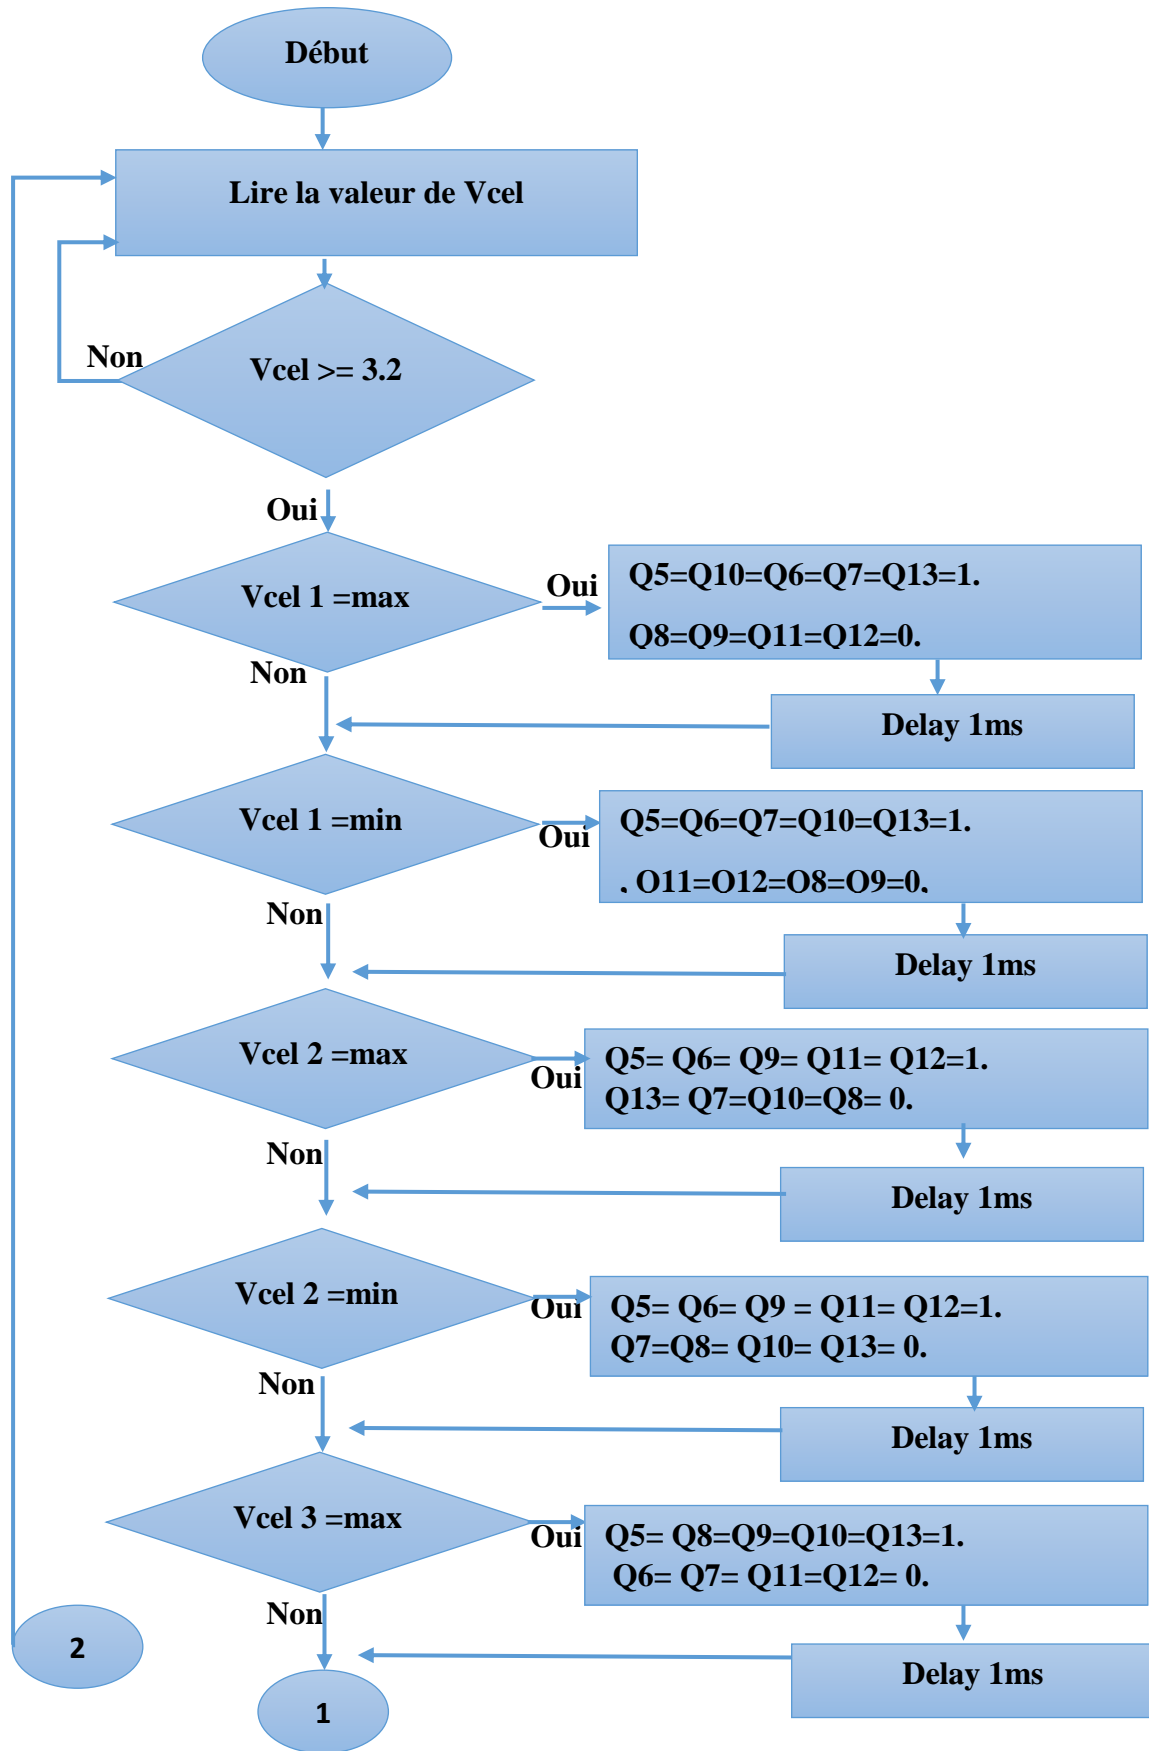 Début
Lire la valeur de Vcel
Non
Vcel >= 3.2
Oui
Vcel 1 =max
Oui
Q5=Q10=Q6=Q7=Q13=1.
Q8=Q9=Q11=Q12=0.
Non
Delay 1ms
Vcel 1 =min
Oui
Q5=Q6=Q7=Q10=Q13=1.
, Q11=Q12=Q8=Q9=0,
Non
Delay 1ms
Vcel 2 =max
Oui
Q5= Q6= Q9= Q11= Q12=1.
Q13= Q7=Q10=Q8= 0.
Non
Delay 1ms
Vcel 2 =min
Oui
Q5= Q6= Q9 = Q11= Q12=1.
Q7=Q8= Q10= Q13= 0.
Non
Delay 1ms
Vcel 3 =max
Oui
Q5= Q8=Q9=Q10=Q13=1.
Q6= Q7= Q11=Q12= 0.
Non
2
Delay 1ms
1